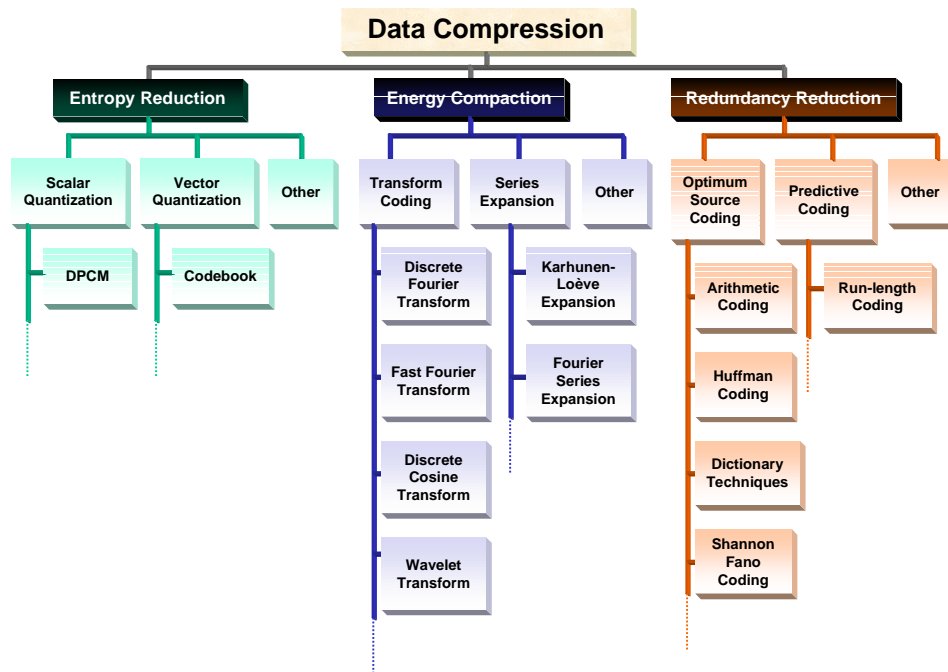 Data Compression
Entropy Reduction
Energy Compaction
Redundancy Reduction
Scalar
Quantization
Vector
Quantization
Other
Transform
Coding
Series
Expansion
Other
Optimum
Source
Coding
Predictive
Coding
Other
DPCM
Codebook
Discrete
Fourier
Transform
Fast Fourier
Transform
Discrete
Cosine
Transform
Wavelet
Transform
Karhunen-
Loève
Expansion
Fourier
Series
Expansion
Arithmetic
Coding
Huffman
Coding
Dictionary
Techniques
Shannon
Fano
Coding
Run-length
Coding